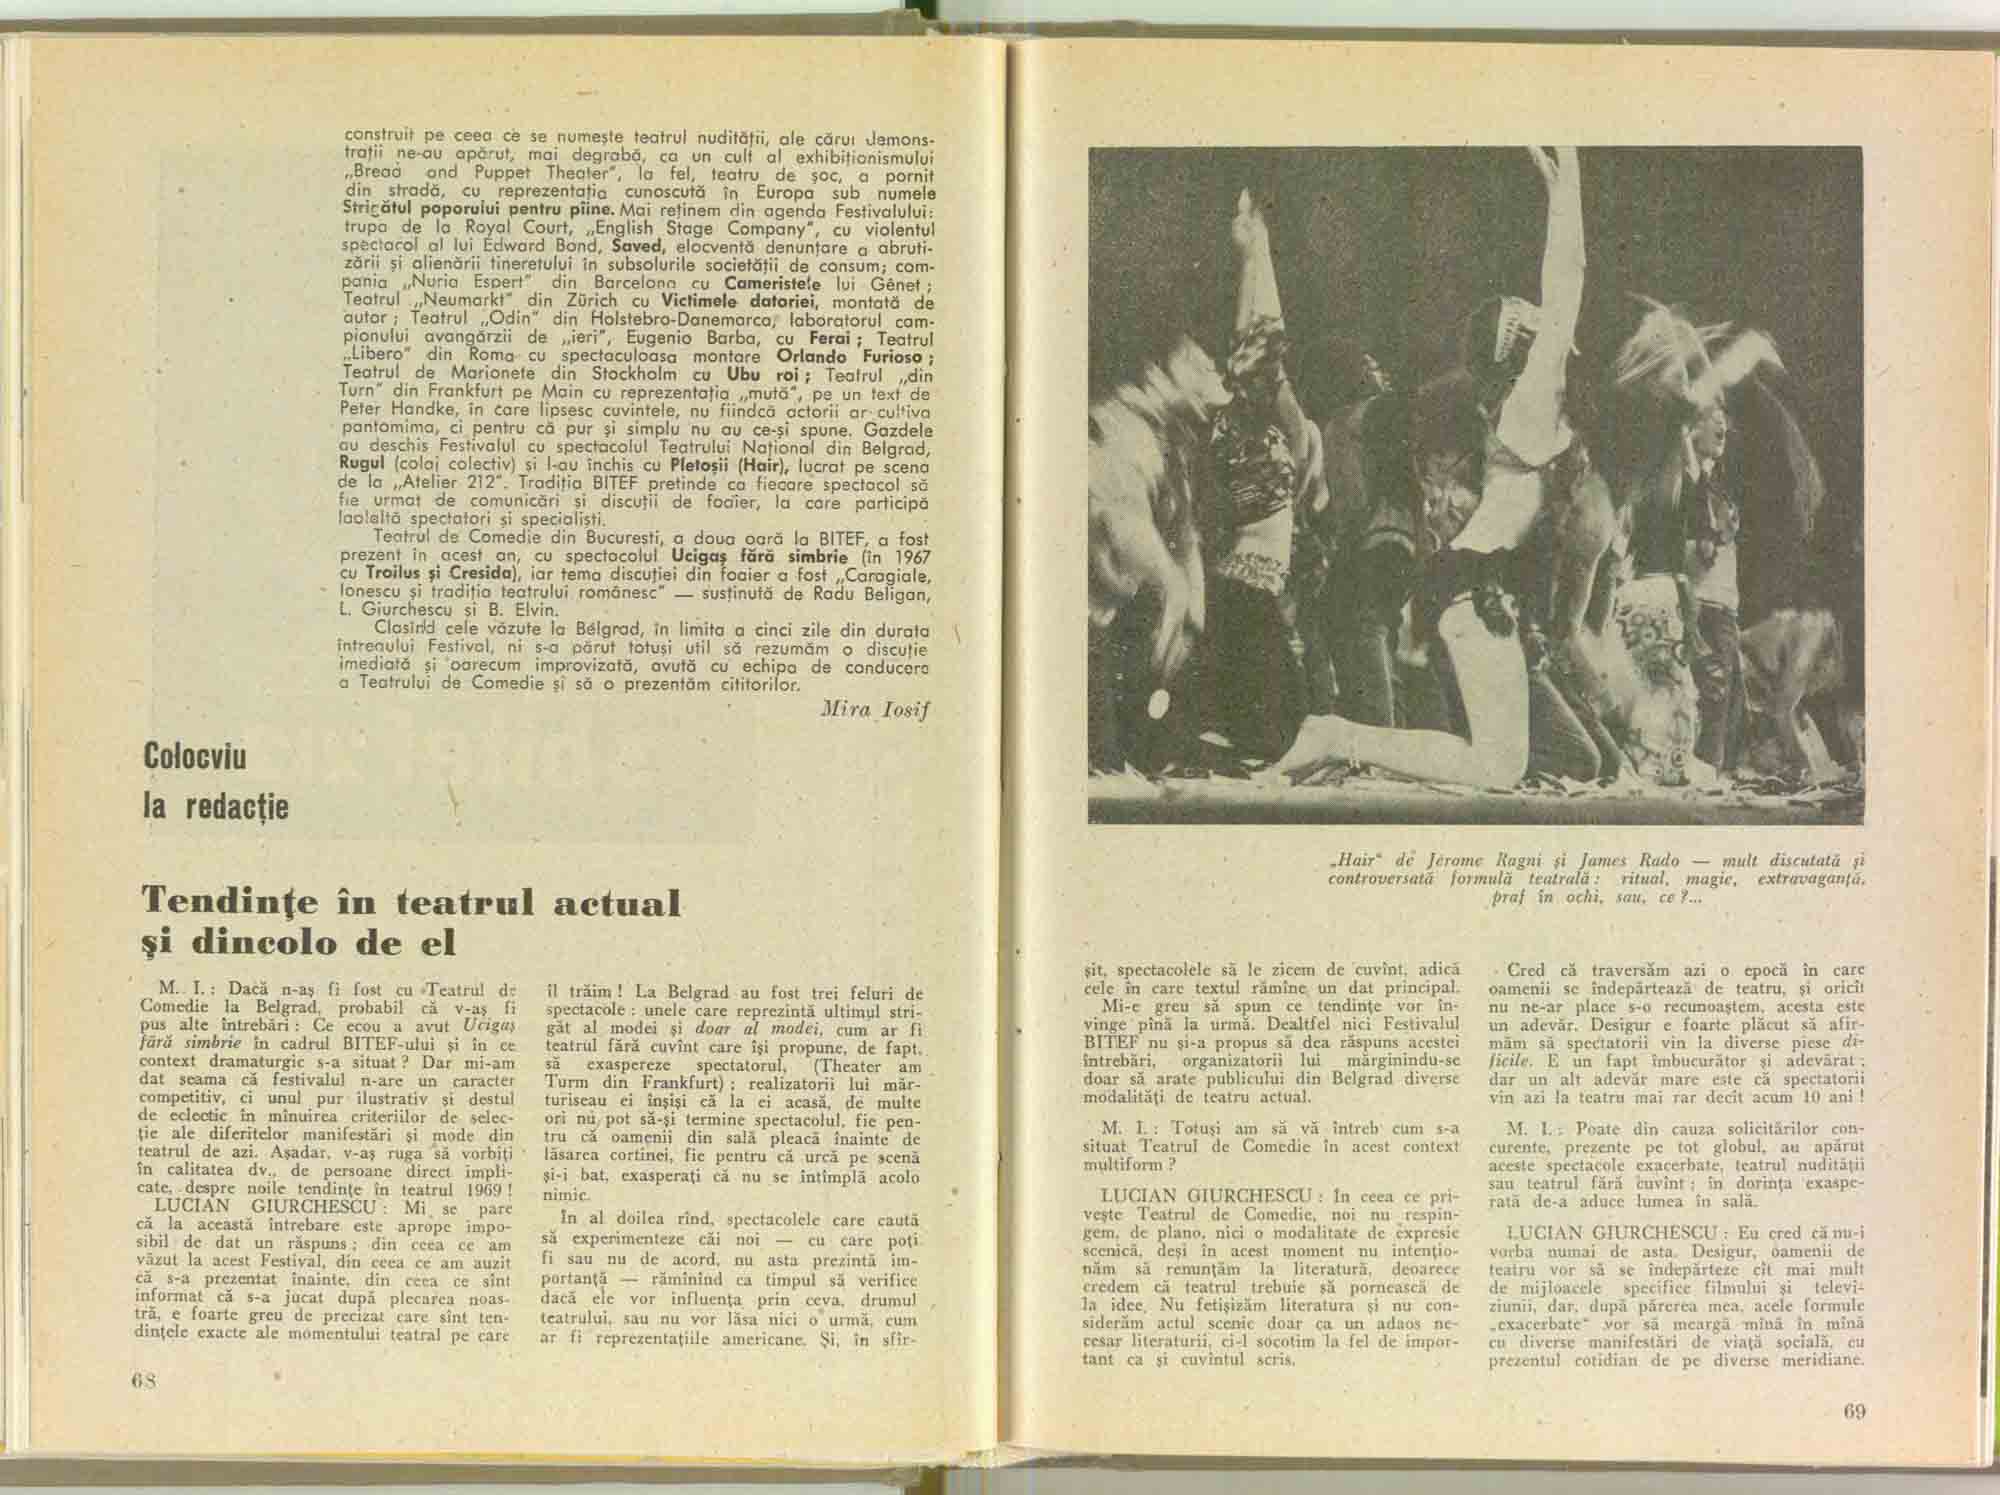 construit pe ceea ce se numește teatrul nudității, ale cărui demons-
trații ne-au apărut, mai degrabă, ca un cult al exhibiționismului
„Bread and Puppet Theater", la fel, teatru de șoc, a pornit
din stradă, cu reprezentația cunoscută în Europa sub numele
Strigătul poporului pentru pîine. Mai reținem din agenda Festivalului:
trupa de la Royal Court, „English Stage Company", cu violentul
spectacol al lui Edward Bond, Saved, elocventă denunțare a abruti-
zării și alienării tineretului în subsolurile societății de consum; com-
pania „Nuria Espert" din Barcelona cu Cameristele lui Gênet ;
Teatrul „Neumarkt" din Zürich cu Victimele datoriei, montată de
autor ; Teatrul „Odin" din Holstebro-Danemarca, laboratorul cam-
pionului avangărzii de „ieri", Eugenio Barba, cu Ferai ; Teatrul
„Libero" din Roma cu spectaculoasa montare Orlando Furioso ;
Teatrul de Marionete din Stockholm cu Ubu roi ; Teatrul „din
Turn" din Frankfurt pe Main cu reprezentația „mută", pe un text de
Peter Handke, în care lipsesc cuvintele, nu fiindcă actorii ar cultiva
pantomima, ci pentru că pur și simplu nu au ce-și spune. Gazdele
au deschis Festivalul cu spectacolul Teatrului Național din Belgrad,
Rugul (colaj colectiv) și l-au închis cu Pletoșii (Hair), lucrat pe scena
de la „Atelier 212". Tradiția BITEF pretinde ca fiecare spectacol să
fie urmat de comunicări și discuții de foaier, la care participă
laolaltă spectatori și specialiști.
Teatrul de Comedie din București, a doua oară la BITEF, a fost
prezent în acest an, cu spectacolul Ucigaș fără simbrie (în 1967
cu Troilus și Cresida), iar tema discuției din foaier a fost „Caragiale,
Ionescu și tradiția teatrului românesc" — susținută de Radu Beligan,
L. Giurchescu și B. Elvin.
Clasînd cele văzute la Belgrad, în limita a cinci zile din durata
întregului Festival, ni s-a părut totuși util să rezumăm o discuție
imediată și oarecum improvizată, avută cu echipa de conducere
a Teatrului de Comedie și să o prezentăm cititorilor.
Mira Iosif
Colocviu
la redacție
Tendințe în teatrul actual
și dincolo de el
M. I. : Dacă n-aș fi fost cu Teatrul de
Comedie la Belgrad, probabil că v-aș fi
pus alte întrebări : Ce ecou a avut Ucigaș
fără simbrie în cadrul BITEF-ului și în ce
context dramaturgic s-a situat ? Dar mi-am
dat seama că festivalul n-are un caracter
competitiv, ci unul pur ilustrativ și destul
de eclectic în mînuirea criteriilor de selec-
ție ale diferitelor manifestări și mode din
teatrul de azi. Așadar, v-aș ruga să vorbiți
în calitatea dv., de persoane direct impli-
cate, despre noile tendințe în teatrul 1969 !
LUCIAN GIURCHESCU : Mi se pare
că la această întrebare este aprope impo-
sibil de dat un răspuns ; din ceea ce am
văzut la acest Festival, din ceea ce am auzit
că s-a prezentat înainte, din ceea ce sînt
informat că s-a jucat după plecarea noas-
tră, e foarte greu de precizat care sînt ten-
dințele exacte ale momentului teatral pe care
îl trăim ! La Belgrad au fost trei feluri de
spectacole : unele care reprezintă ultimul stri-
găt al modei și doar al modei, cum ar fi
teatrul fără cuvînt care își propune, de fapt,
să exaspereze spectatorul, (Theater am
Turm din Frankfurt) ; realizatorii lui măr-
turiseau ei înșiși că la ei acasă, de multe
ori nu pot să-și termine spectacolul, fie pen-
tru că oamenii din sală pleacă înainte de
lăsarea cortinei, fie pentru că urcă pe scenă
și-i bat, exasperați că nu se întîmplă acolo
nimic.
În al doilea rînd, spectacolele care caută
să experimenteze căi noi — cu care poți
fi sau nu de acord, nu asta prezintă im-
portanță — rămînînd ca timpul să verifice
dacă ele vor influența prin ceva, drumul
teatrului, sau nu vor lăsa nici o urmă, cum
ar fi reprezentațiile americane. Și, în sfîr-
68
„Hair" de Jerome Ragni și James Rado — mult discutată și
controversată formulă teatrală : ritual, magie, extravaganță,
praf în ochi, sau, ce ?...
șit, spectacolele să le zicem de cuvînt, adică
cele în care textul rămîne un dat principal.
Mi-e greu să spun ce tendințe vor în-
vinge pînă la urmă. Dealtfel nici Festivalul
BITEF nu și-a propus să dea răspuns acestei
întrebări, organizatorii lui mărginindu-se
doar să arate publicului din Belgrad diverse
modalități de teatru actual.
M. I. : Totuși am să vă întreb cum s-a
situat Teatrul de Comedie în acest context
multiform ?
LUCIAN GIURCHESCU : În ceea ce pri-
vește Teatrul de Comedie, noi nu respin-
gem, de plano, nici o modalitate de expresie
scenică, deși în acest moment nu intențio-
năm să renunțăm la literatură, deoarece
credem că teatrul trebuie să pornească de
la idee. Nu fetișizăm literatura și nu con-
siderăm actul scenic doar ca un adaos ne-
cesar literaturii, ci-l socotim la fel de impor-
tant ca și cuvîntul scris.
Cred că traversăm azi o epocă în care
oamenii se îndepărtează de teatru, și oricît
nu ne-ar place s-o recunoaștem, acesta este
un adevăr. Desigur e foarte plăcut să afir-
măm să spectatorii vin la diverse piese di-
ficile. E un fapt îmbucurător și adevărat ;
dar un alt adevăr mare este că spectatorii
vin azi la teatru mai rar decît acum 10 ani !
M. I. : Poate din cauza solicitărilor con-
curente, prezente pe tot globul, au apărut
aceste spectacole exacerbate, teatrul nudității
sau teatrul fără cuvînt ; în dorința exaspe-
rată de-a aduce lumea în sală.
LUCIAN GIURCHESCU : Eu cred că nu-i
vorba numai de asta. Desigur, oamenii de
teatru vor să se îndepărteze cît mai mult
de mijloacele specifice filmului și televi-
ziunii, dar, după părerea mea, acele formule
„exacerbate" vor să meargă mînă în mînă
cu diverse manifestări de viață socială, cu
prezentul cotidian de pe diverse meridiane.
69